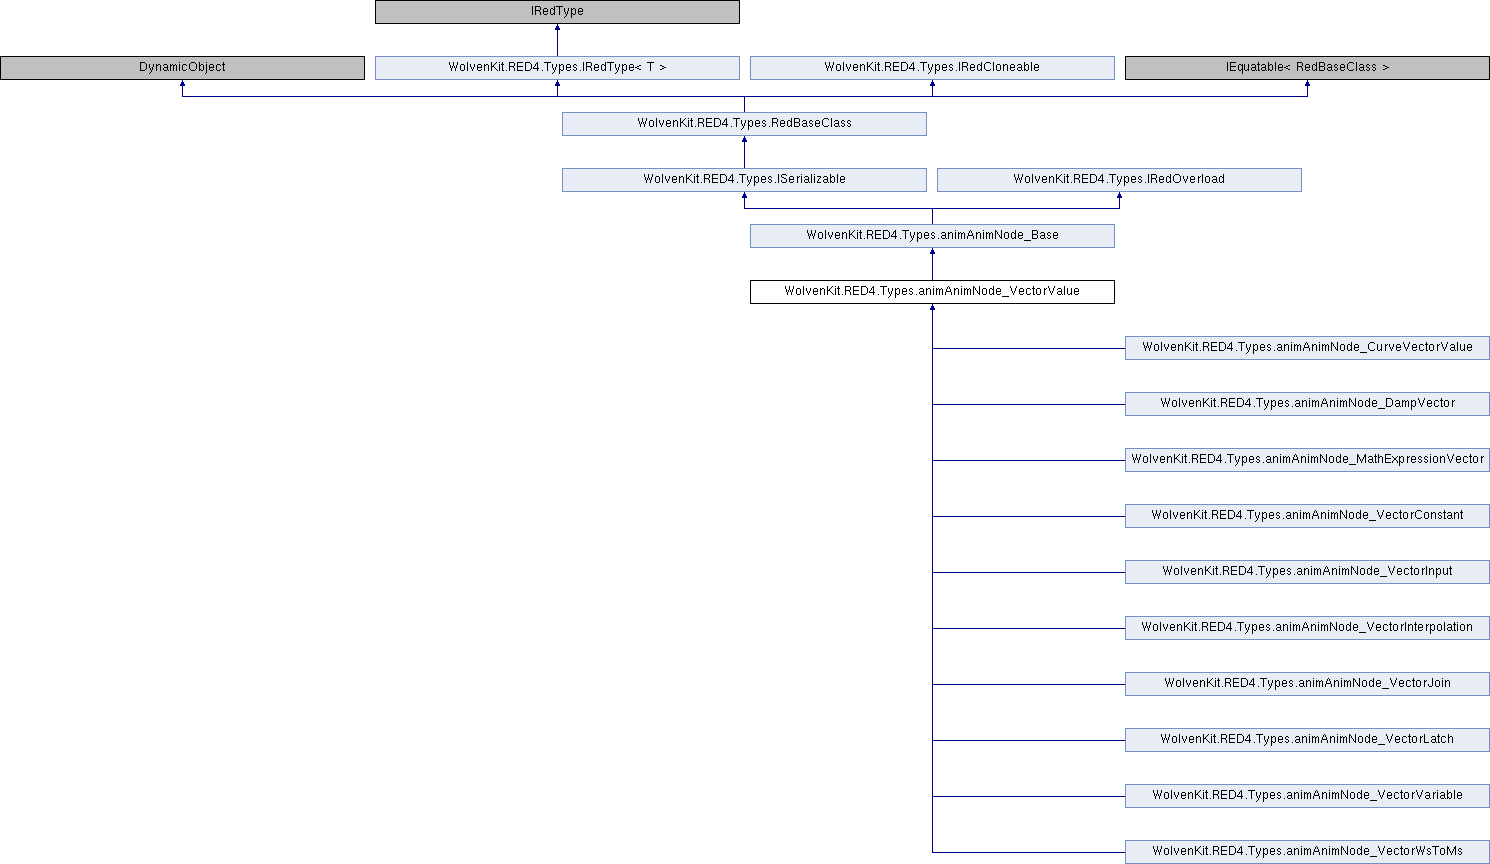 IRedType
DynamicObject
WolvenKit.RED4.Types.IRedType< T >
WolvenKit.RED4.Types.IRedCloneable
IEquatable< RedBaseClass >
WolvenKit.RED4.Types.RedBaseClass
WolvenKit.RED4.Types.ISerializable
WolvenKit.RED4.Types.IRedOverload
WolvenKit.RED4.Types.animAnimNode_Base
WolvenKit.RED4.Types.animAnimNode_VectorValue
WolvenKit.RED4.Types.animAnimNode_CurveVectorValue
WolvenKit.RED4.Types.animAnimNode_DampVector
WolvenKit.RED4.Types.animAnimNode_MathExpressionVector
WolvenKit.RED4.Types.animAnimNode_VectorConstant
WolvenKit.RED4.Types.animAnimNode_VectorInput
WolvenKit.RED4.Types.animAnimNode_VectorInterpolation
WolvenKit.RED4.Types.animAnimNode_VectorJoin
WolvenKit.RED4.Types.animAnimNode_VectorLatch
WolvenKit.RED4.Types.animAnimNode_VectorVariable
WolvenKit.RED4.Types.animAnimNode_VectorWsToMs